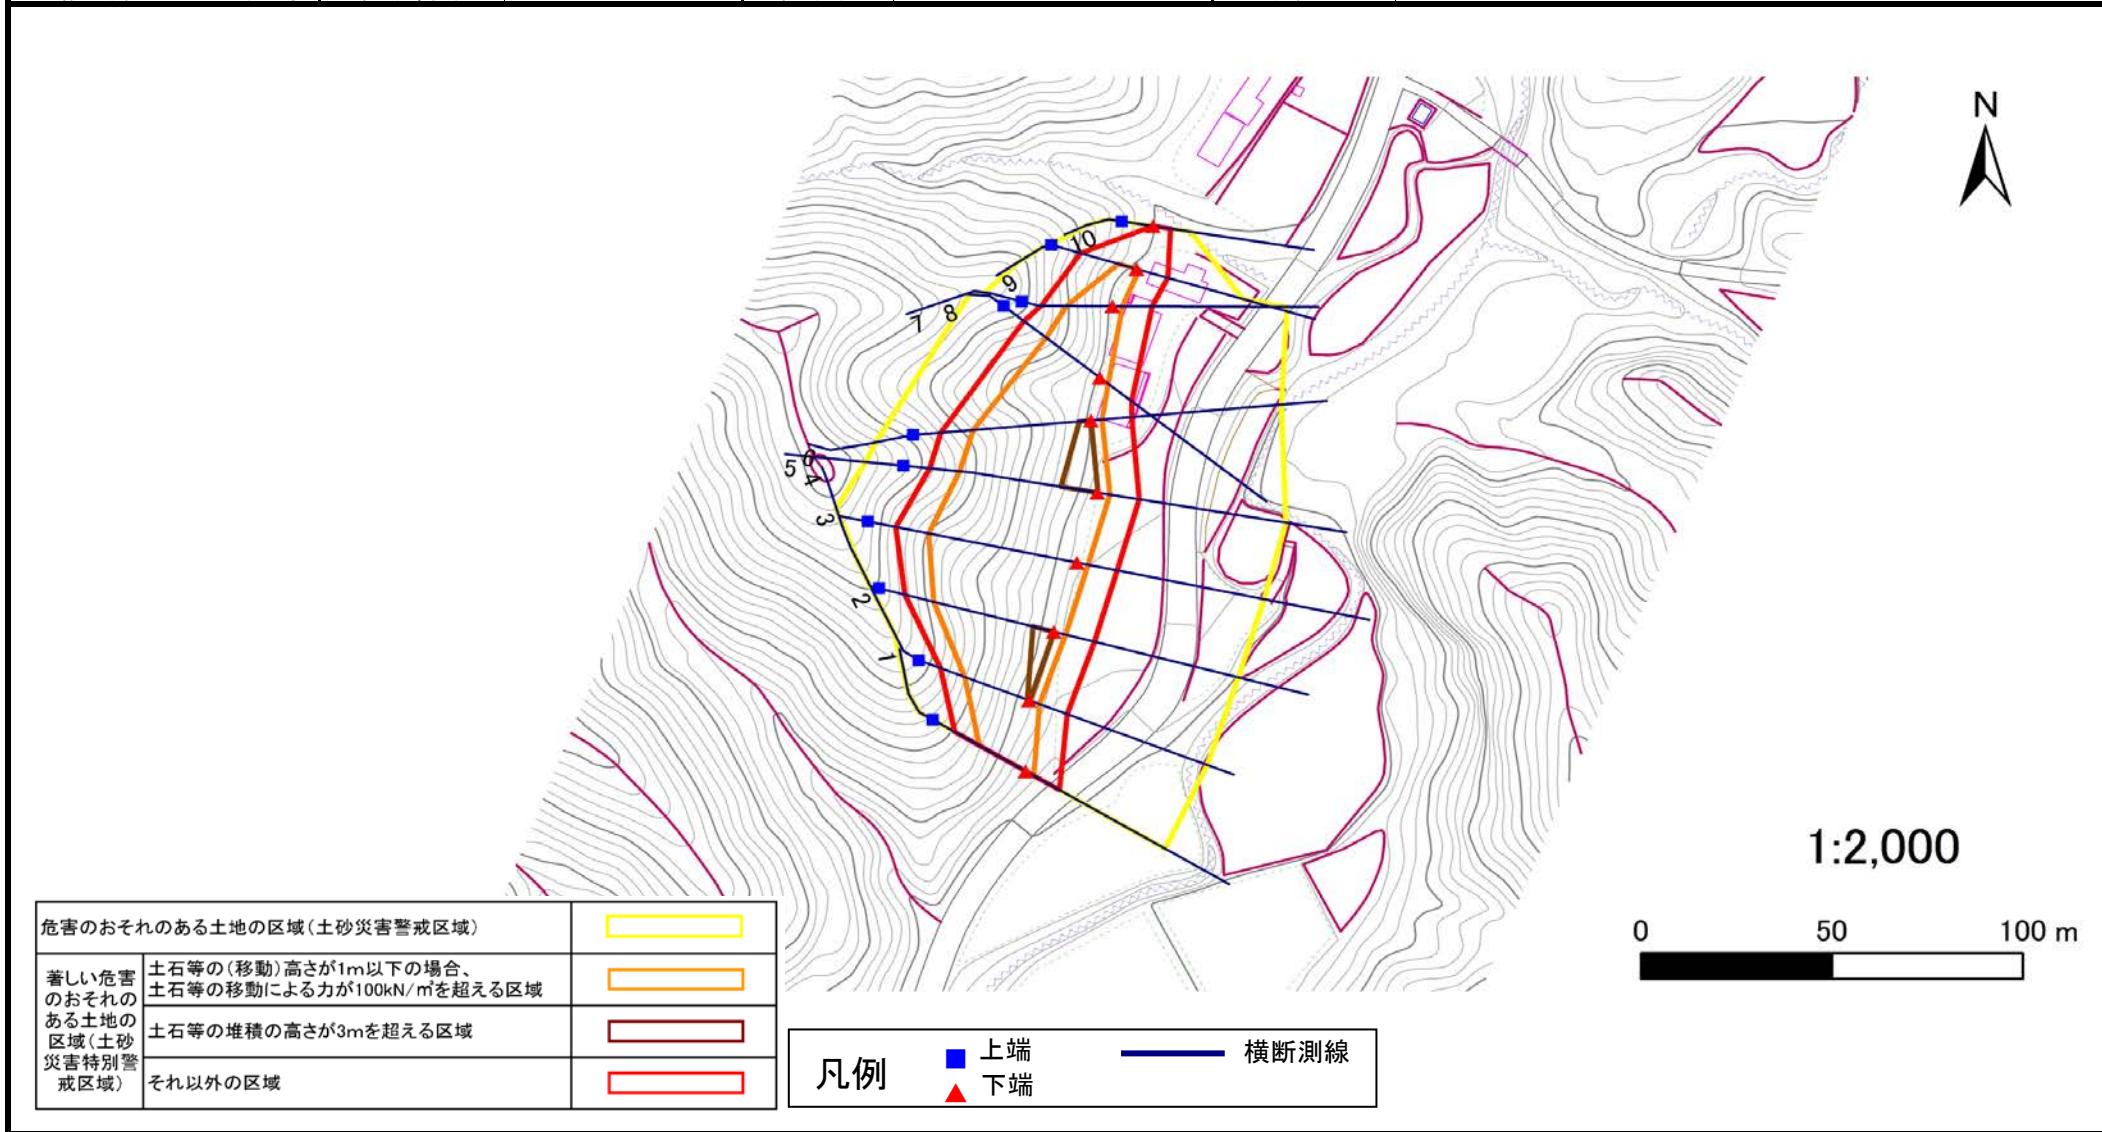 N
10
9
8
7
6
5
4
3
2
1
1:2,000
0 50 100 m
危害のおそれのある土地の区域(土砂災害警戒区域)
著しい危害
のおそれの
ある土地の
区域(土砂
災害特別警
戒区域)
土石等の(移動)高さが1m以下の場合、
土石等の移動による力が100kN/㎡を超える区域
土石等の堆積の高さが3mを超える区域
それ以外の区域
凡例
上端
下端
横断測線